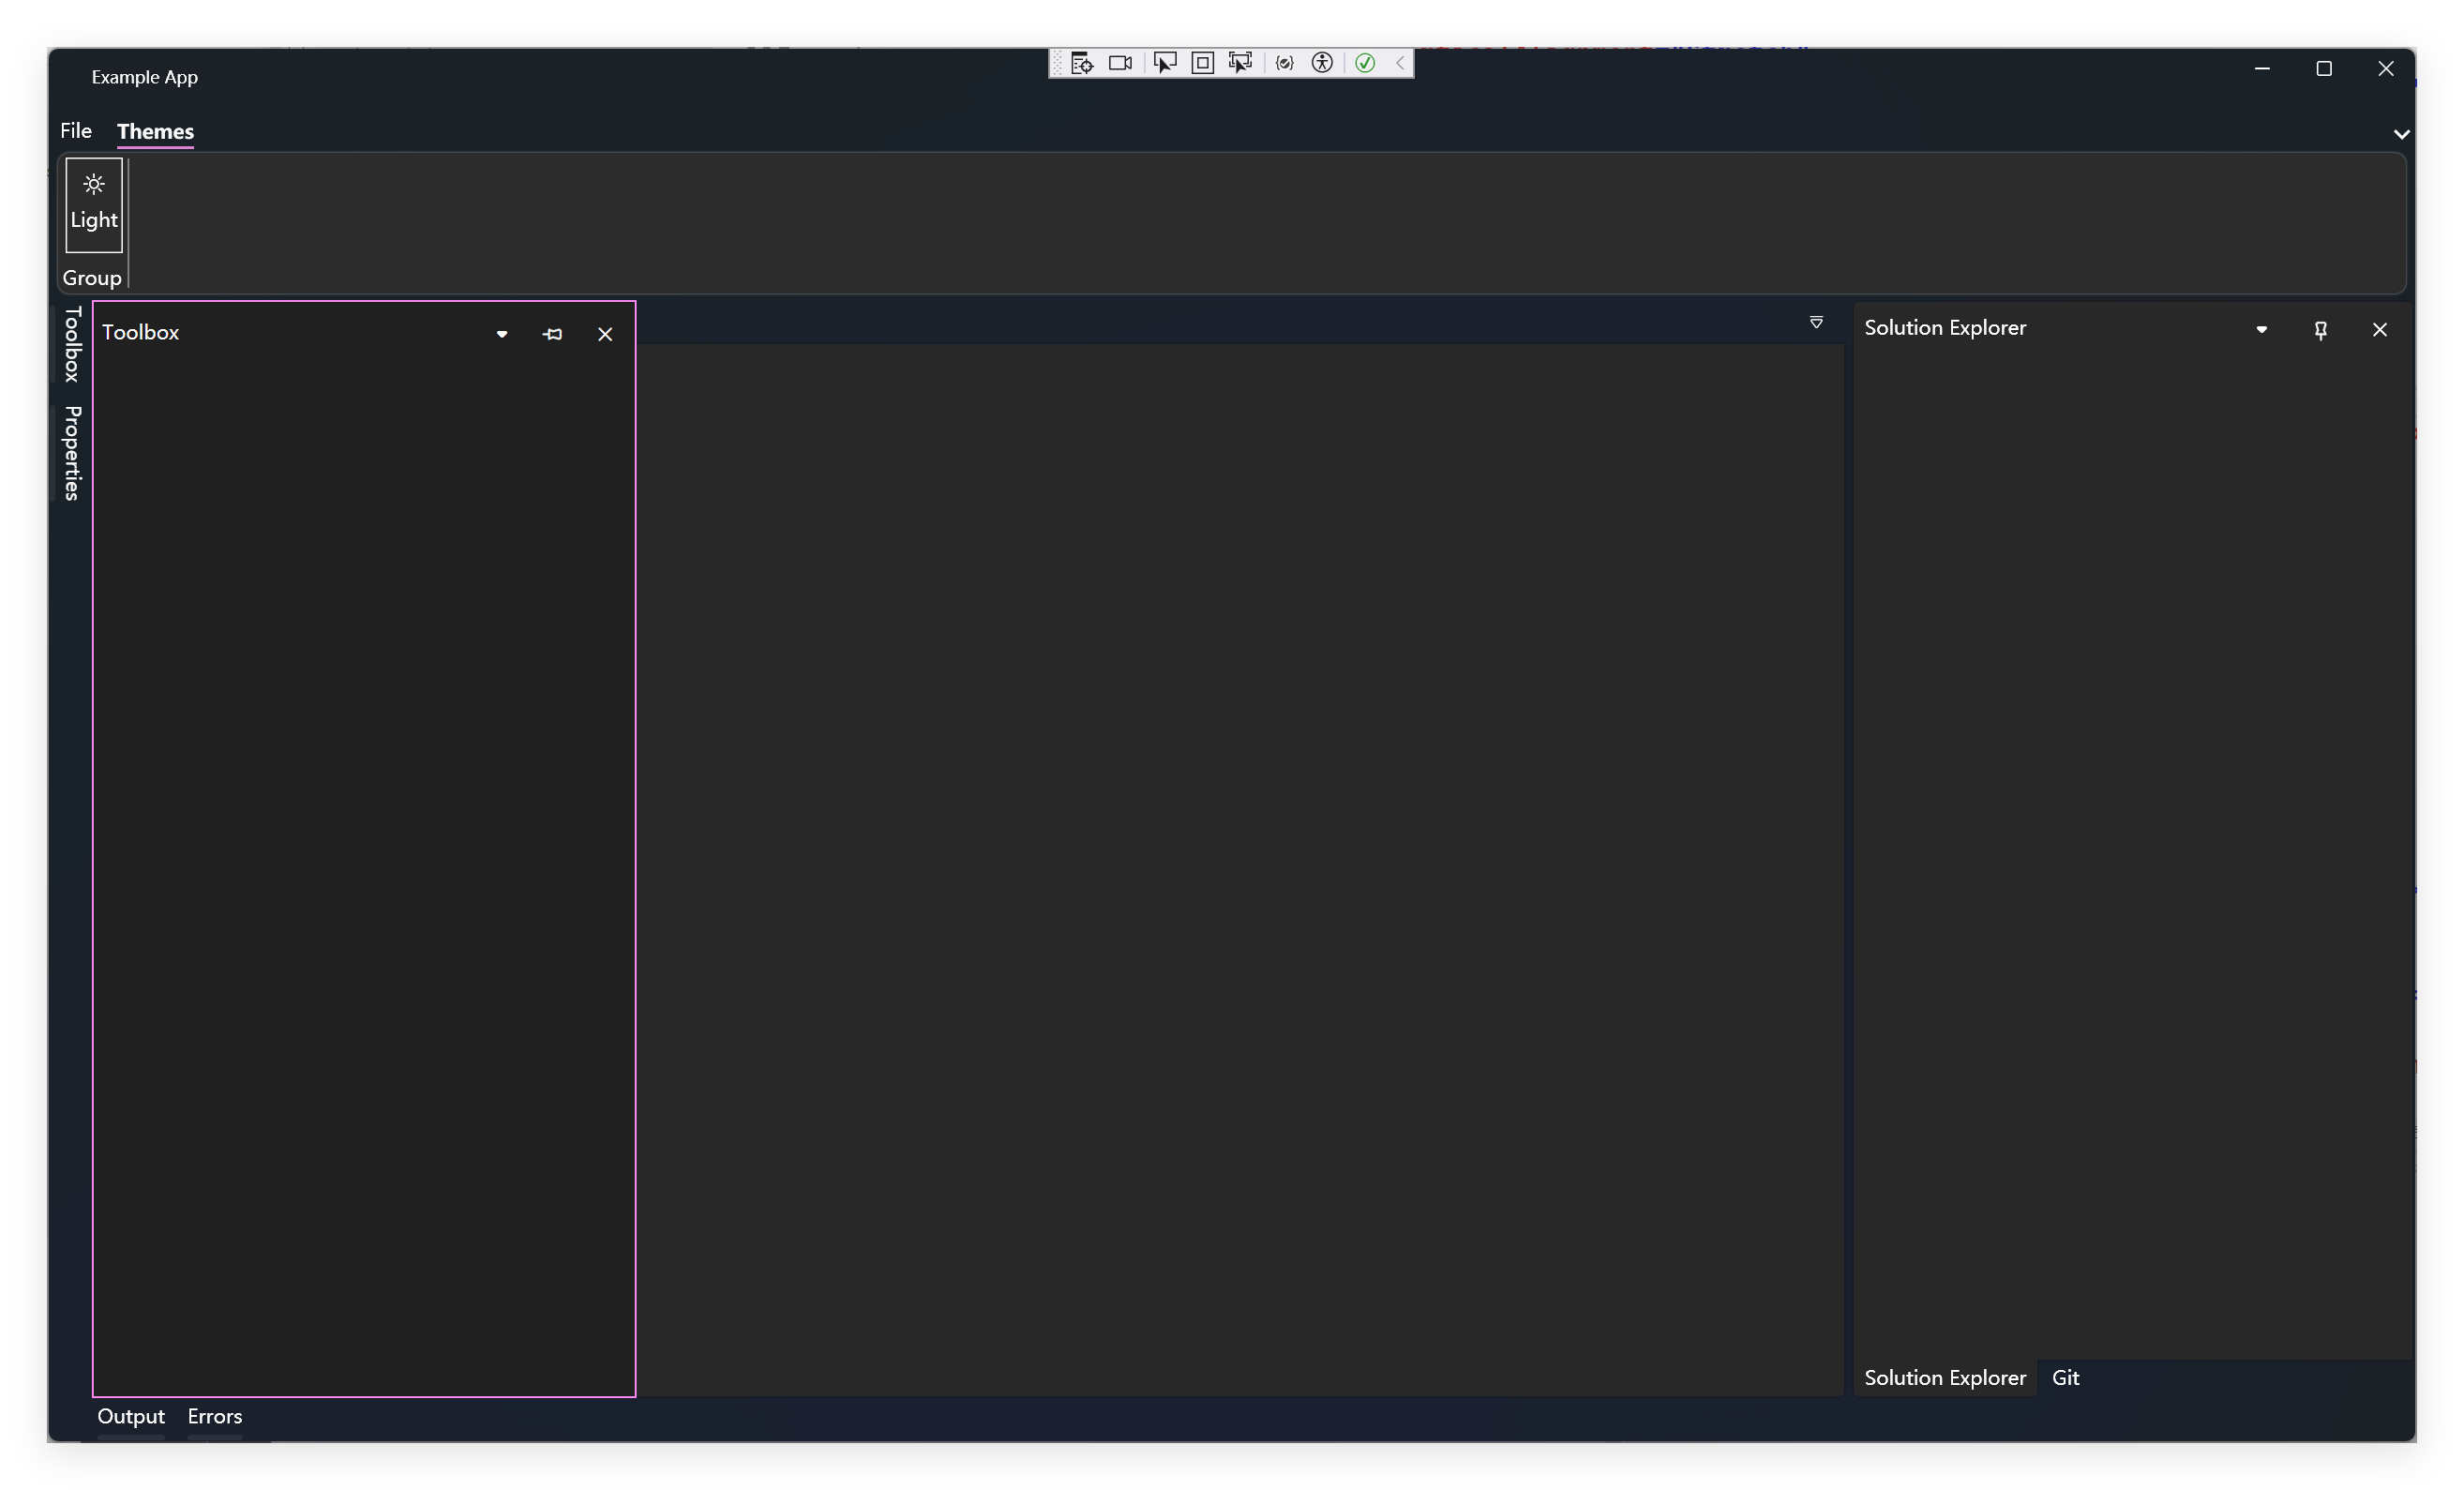 Example App
File Themes
Light
Group
Toolbox
Properties
Toolbox
Solution Explorer
Solution Explorer Git
Output Errors